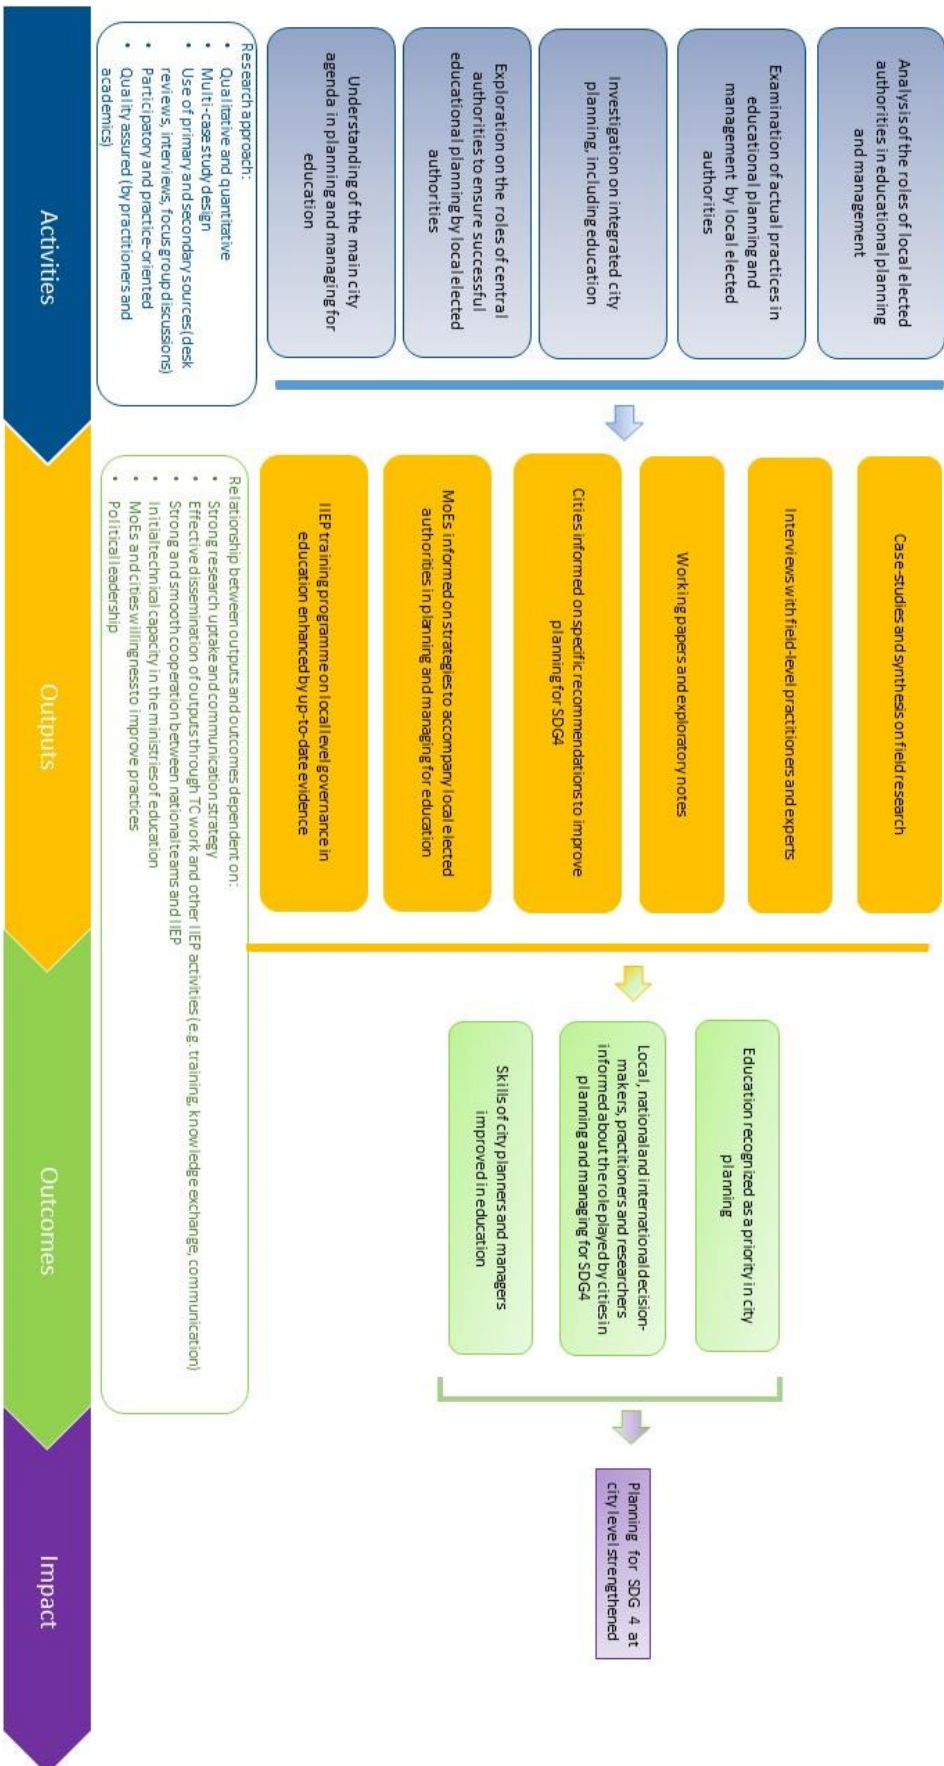 Analysis of the roles of local elected
authorities in educational planning
and management
Examination of actual practices in
educational planning and
management by local elected
authorities
Investigation on integrated city
planning, including education
Exploration on the roles of central
authorities to ensure successful
educational planning by local elected
authorities
Understanding of the main city
agenda in planning and managing for
education
Research approach:
• Qualitative and quantitative
• Multi-case study design
• Use of primary and secondary sources (desk
reviews, interviews, focus group discussions)
• Participatory and practice-oriented
• Quality assured (by practitioners and
academics)
Activities
Case-studies and synthesis on field research
Interviews with field-level practitioners and experts
Working papers and exploratory notes
Cities informed on specific recommendations to improve
planning for SDG4
MoEs informed on strategies to accompany local elected
authorities in planning and managing for education
IIEP training programme on local level governance in
education enhanced by up-to-date evidence
Relationship between outputs and outcomes dependent on:
• Strong research uptake and communication strategy
• Effective dissemination of outputs through TC work and other IIEP activities (e.g. training, knowledge exchange, communication)
• Strong and smooth cooperation between national teams and IIEP
• Initial technical capacity in the ministries of education
• MoEs and cities willingness to improve practices
• Political leadership
Outputs
Education recognized as a priority in city
planning
Local, national and international decision-
makers, practitioners and researchers
informed about the role played by cities in
planning and managing for SDG4
Skills of city planners and managers
improved in education
Outcomes
Planning for SDG 4 at
city level strengthened
Impact